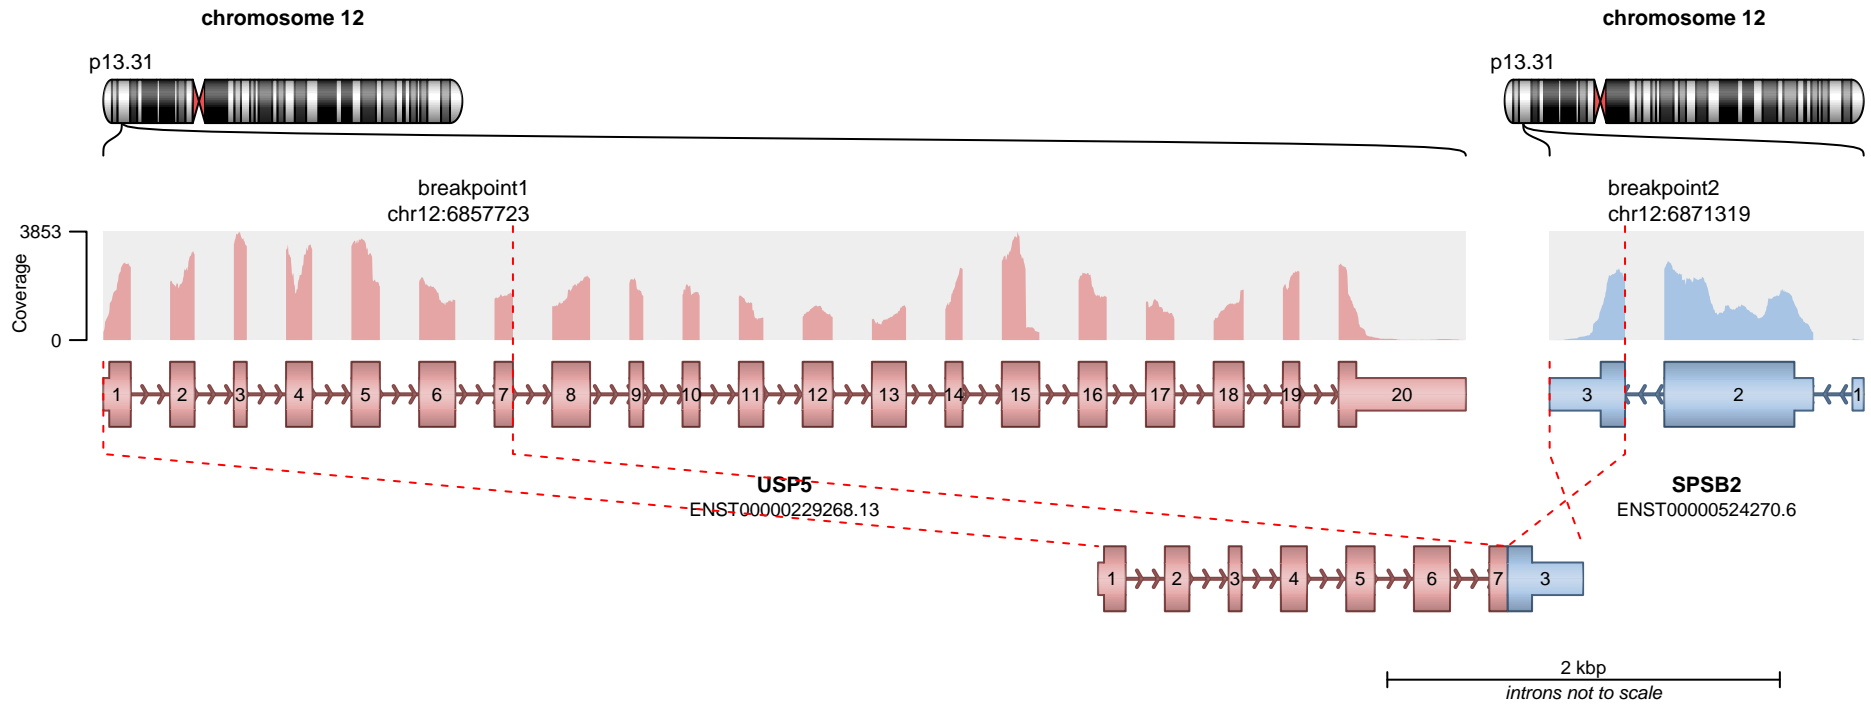 chromosome 12
chromosome 12
p13.31
p13.31
breakpoint1
chr12:6857723
breakpoint2
chr12:6871319
3853
Coverage
0
1 2 3 4 5 6 7 8 9 10 11 12 13 14 15 16 17 18 19 20
3 2 1
USP5
ENST00000229268.13
SPSB2
ENST00000524270.6
1 2 3 4 5 6 7 3
2 kbp
introns not to scale